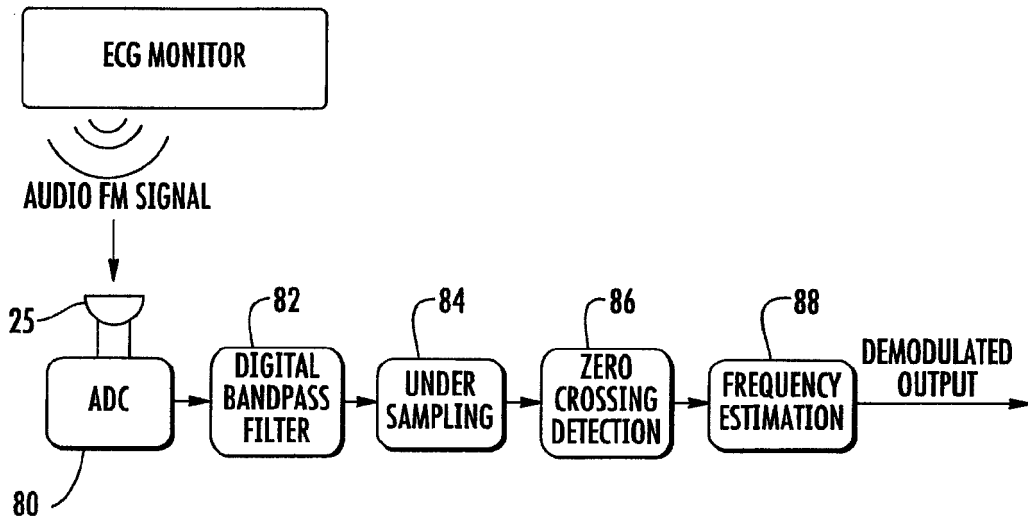 ECG MONITOR
AUDIO FM SIGNAL
25
82
84
86
88
ADC
DIGITAL
BANDPASS
FILTER
UNDER
SAMPLING
ZERO
CROSSING
DETECTION
FREQUENCY
ESTIMATION
DEMODULATED
OUTPUT
80